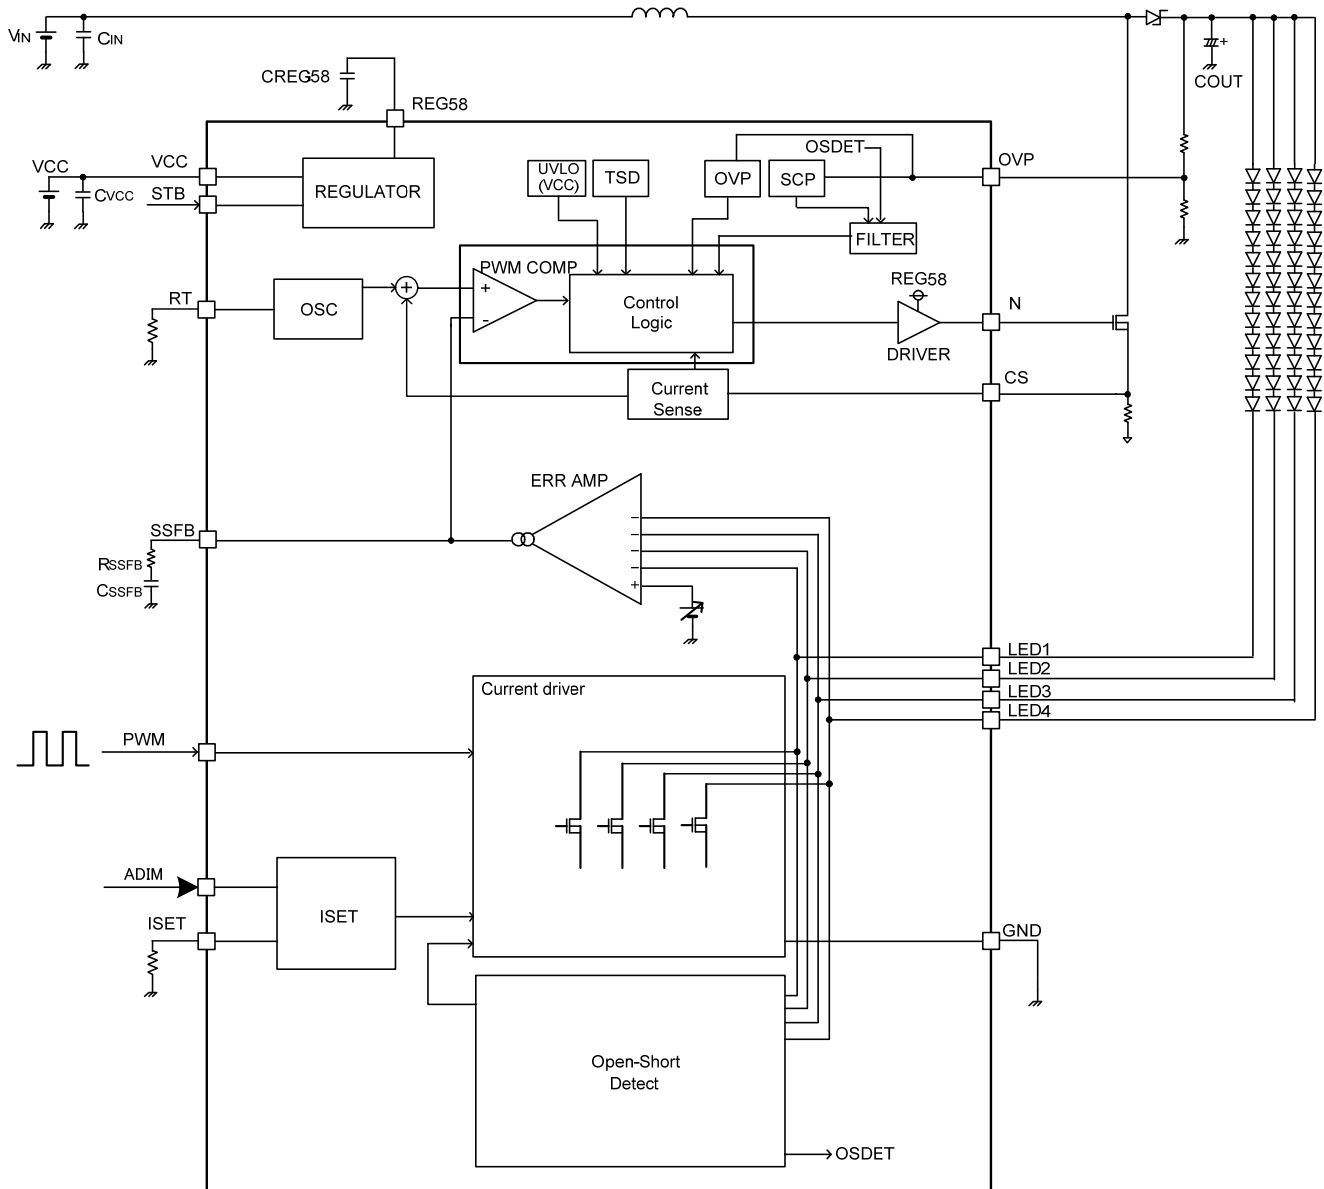 VIN
CIN
COUT
CREG58
REG58
VCC
CVCC
VCC
STB
REGULATOR
UVLO
(VCC)
TSD
OVP
SCP
OSDET
FILTER
OVP
RT
OSC
+
PWM COMP
+
-
Control
Logic
REG58
DRIVER
N
Current
Sense
CS
ERR AMP
−
−
−
−
+
SSFB
RSSFB
CSSFB
LED1
LED2
LED3
LED4
Current driver
PWM
ADIM
ISET
ISET
GND
Open-Short
Detect
OSDET
+